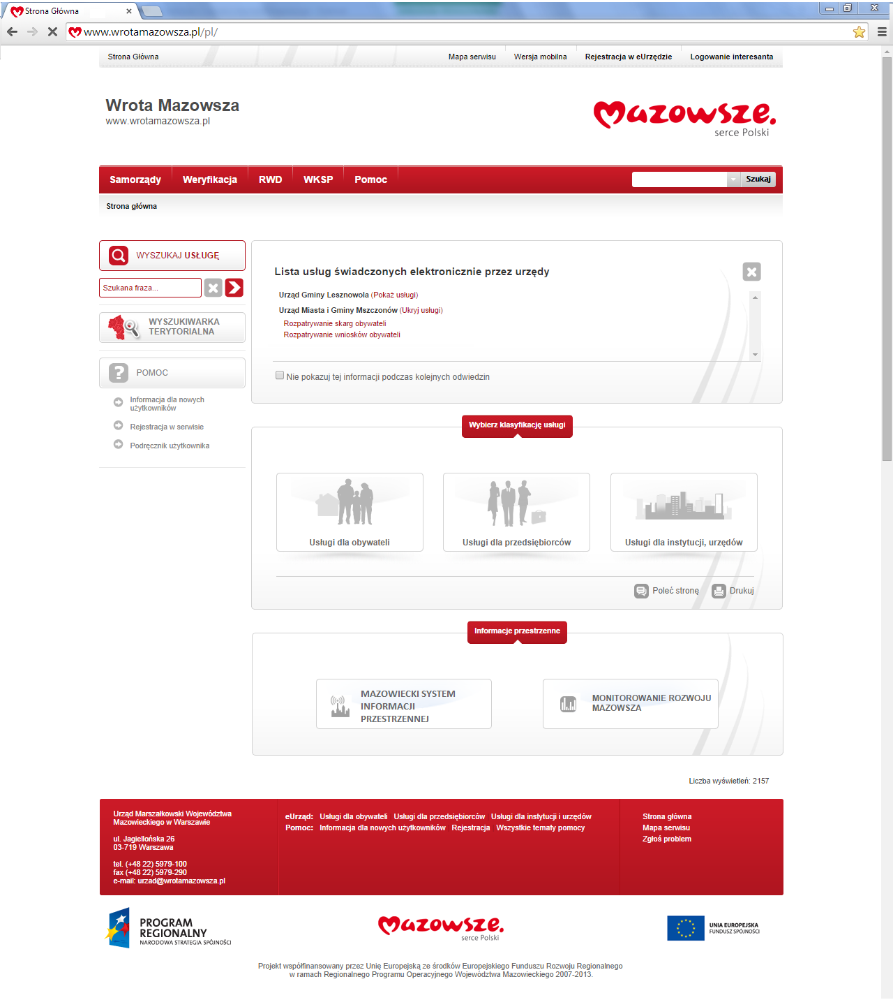 Strona Główna
www.wrotamazowsza.pl/pl/
Strona Główna
Mapa serwisu
Wersja mobilna
Rejestracja w eUrzędzie
Logowanie interesanta
Wrota Mazowsza
www.wrotamazowsza.pl
mazowsze.
serce Polski
Samorządy
Weryfikacja
RWD
WKSP
Pomoc
Szukaj
Strona główna
WYSZUKAJ USŁUGĘ
Szukana fraza...
WYSZUKIWARKA
TERYTORIALNA
POMOC
Informacja dla nowych
użytkowników
Rejestracja w serwisie
Podręcznik użytkownika
Lista usług świadczonych elektronicznie przez urzędy
Urząd Gminy Lesznowola (Pokaż usługi)
Urząd Miasta i Gminy Mszczonów (Ukryj usługi)
Rozpatrywanie skarg obywateli
Rozpatrywanie wniosków obywateli
Nie pokazuj tej informacji podczas kolejnych odwiedzin
Wybierz klasyfikację usługi
Usługi dla obywateli
Usługi dla przedsiębiorców
Usługi dla instytucji, urzędów
Poleć stronę
Drukuj
Informacje przestrzenne
MAZOWIECKI SYSTEM
INFORMACJI
PRZESTRZENNEJ
MONITOROWANIE ROZWOJU
MAZOWSZA
Liczba wyświetleń: 2157
Urząd Marszałkowski Województwa
Mazowieckiego w Warszawie
ul. Jagiellońska 26
03-719 Warszawa
tel. (+48 22) 5979-100
fax (+48 22) 5979-290
e-mail: urzad@wrotamazowsza.pl
eUrząd: Usługi dla obywateli Usługi dla przedsiębiorców Usługi dla instytucji i urzędów
Pomoc: Informacja dla nowych użytkowników Rejestracja Wszystkie tematy pomocy
Strona główna
Mapa serwisu
Zgłoś problem
PROGRAM
REGIONALNY
NARODOWA STRATEGIA SPÓJNOŚCI
mazowsze.
serce Polski
UNIA EUROPEJSKA
FUNDUSZ SPÓJNOŚCI
Projekt współfinansowany przez Unię Europejską ze środków Europejskiego Funduszu Rozwoju Regionalnego
w ramach Regionalnego Programu Operacyjnego Województwa Mazowieckiego 2007-2013.